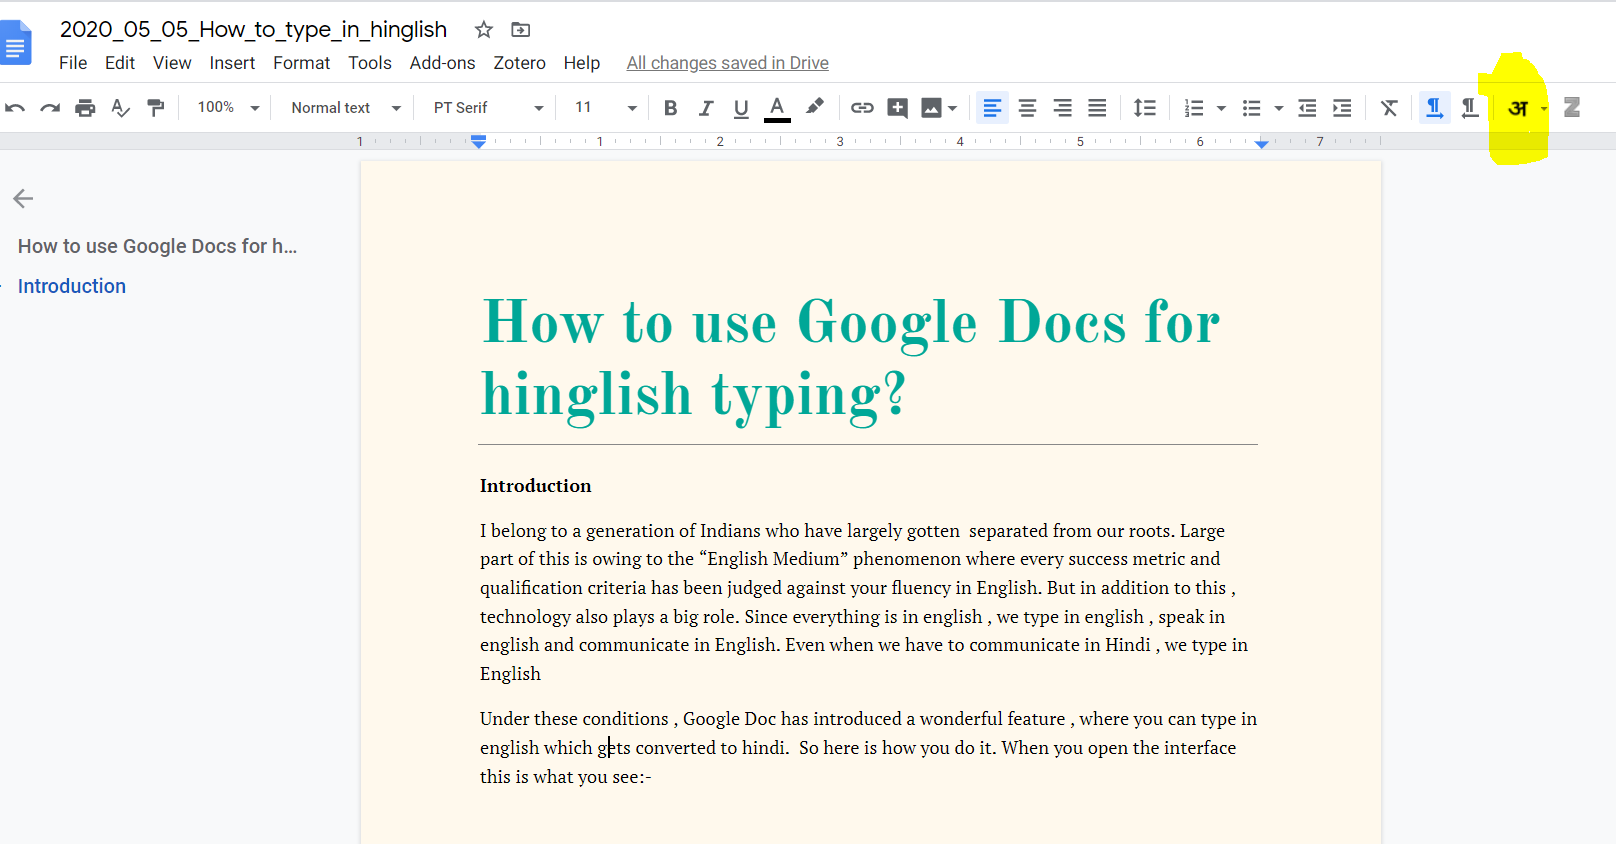 2020_05_05_How_to_type_in_hinglish
File Edit View Insert Format Tools Add-ons Zotero Help All changes saved in Drive
100% Normal text PT Serif 11 B I U A अ Z
1 1 2 3 4 5 6 7
How to use Google Docs for h...
Introduction
How to use Google Docs for
hinglish typing?
Introduction
I belong to a generation of Indians who have largely gotten  separated from our roots. Large
part of this is owing to the “English Medium” phenomenon where every success metric and
qualification criteria has been judged against your fluency in English. But in addition to this ,
technology also plays a big role. Since everything is in english , we type in english , speak in
english and communicate in English. Even when we have to communicate in Hindi , we type in
English
Under these conditions , Google Doc has introduced a wonderful feature , where you can type in
english which gets converted to hindi.  So here is how you do it. When you open the interface
this is what you see:-